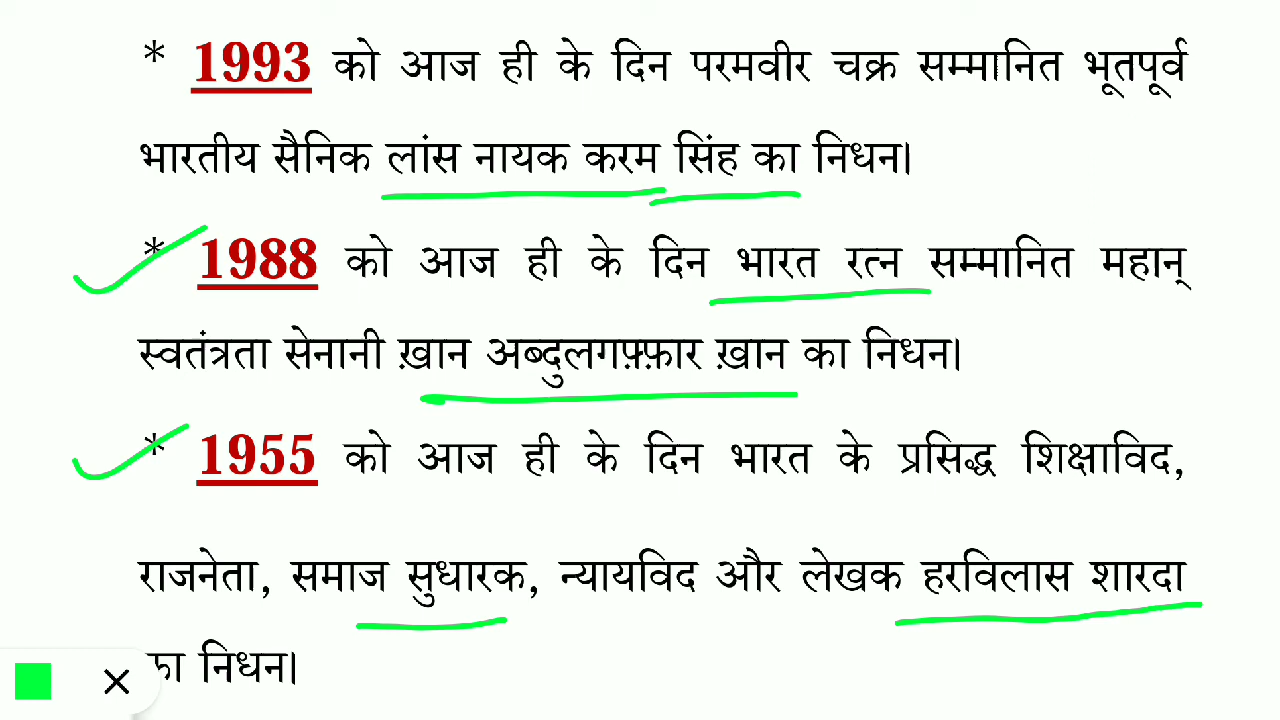 * 1993 को आज ही के दिन परमवीर चक्र सम्मानित भूतपूर्व
भारतीय सैनिक लांस नायक करम सिंह का निधन।
* 1988 को आज ही के दिन भारत रत्न सम्मानित महान्
स्वतंत्रता सेनानी ख़ान अब्दुलगफ़्फ़ार ख़ान का निधन।
* 1955 को आज ही के दिन भारत के प्रसिद्ध शिक्षाविद,
राजनेता, समाज सुधारक, न्यायविद और लेखक हरविलास शारदा
का निधन।